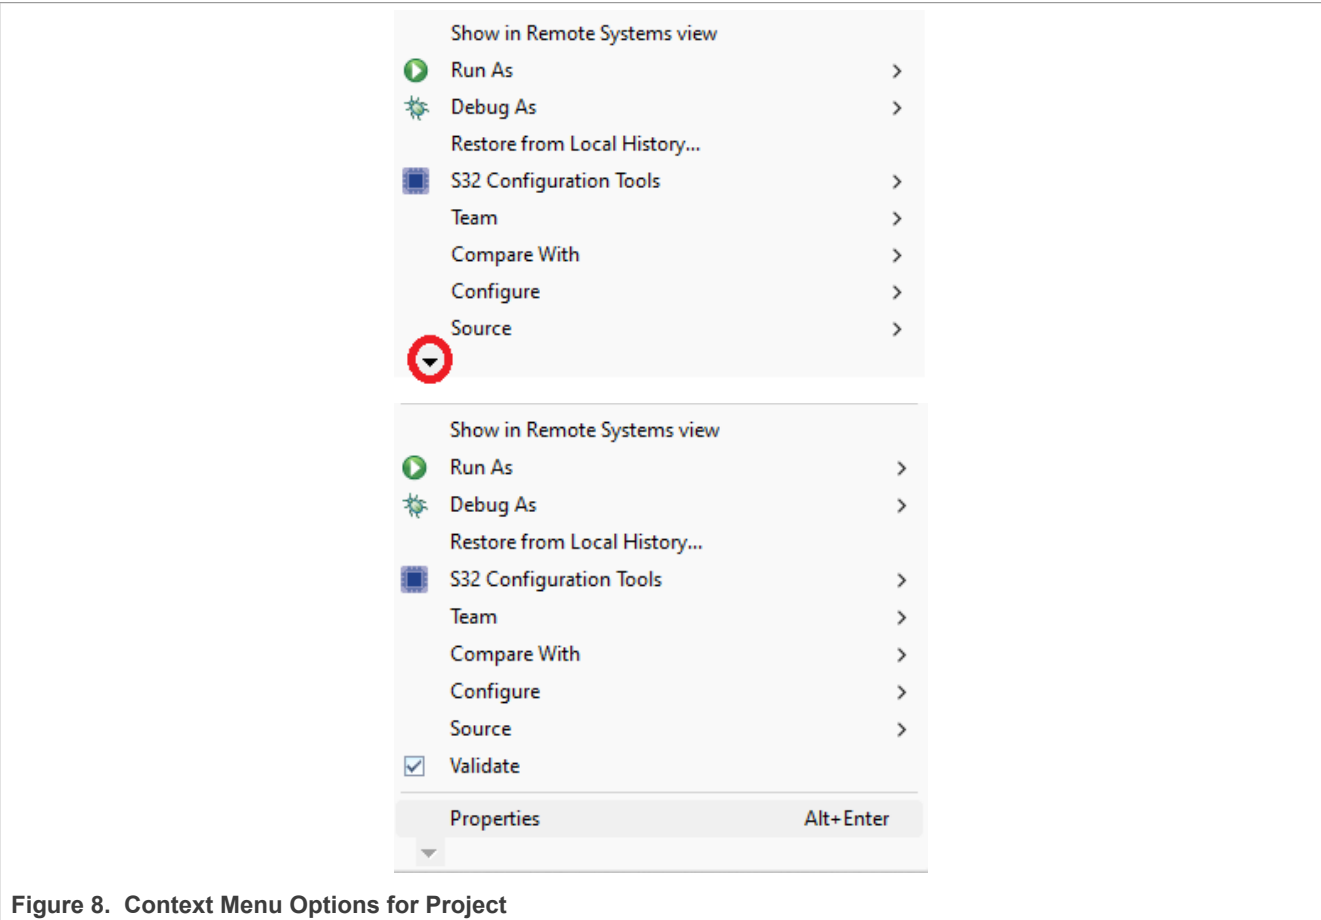 Show in Remote Systems view
Run As
Debug As
Restore from Local History...
S32 Configuration Tools
Team
Compare With
Configure
Source
Show in Remote Systems view
Run As
Debug As
Restore from Local History...
S32 Configuration Tools
Team
Compare With
Configure
Source
Validate
Properties Alt+Enter
Figure 8. Context Menu Options for Project